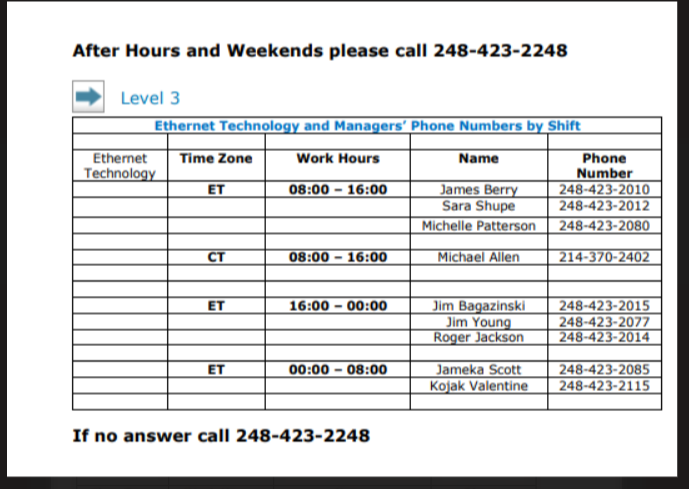 After Hours and Weekends please call 248-423-2248
Level 3
Ethernet Technology and Managers' Phone Numbers by Shift
Ethernet Technology Time Zone Work Hours Name Phone Number
ET 08:00 – 16:00 James Berry 248-423-2010
Sara Shupe 248-423-2012
Michelle Patterson 248-423-2080
CT 08:00 – 16:00 Michael Allen 214-370-2402
ET 16:00 – 00:00 Jim Bagazinski 248-423-2015
Jim Young 248-423-2077
Roger Jackson 248-423-2014
ET 00:00 – 08:00 Jameka Scott 248-423-2085
Kojak Valentine 248-423-2115
If no answer call 248-423-2248